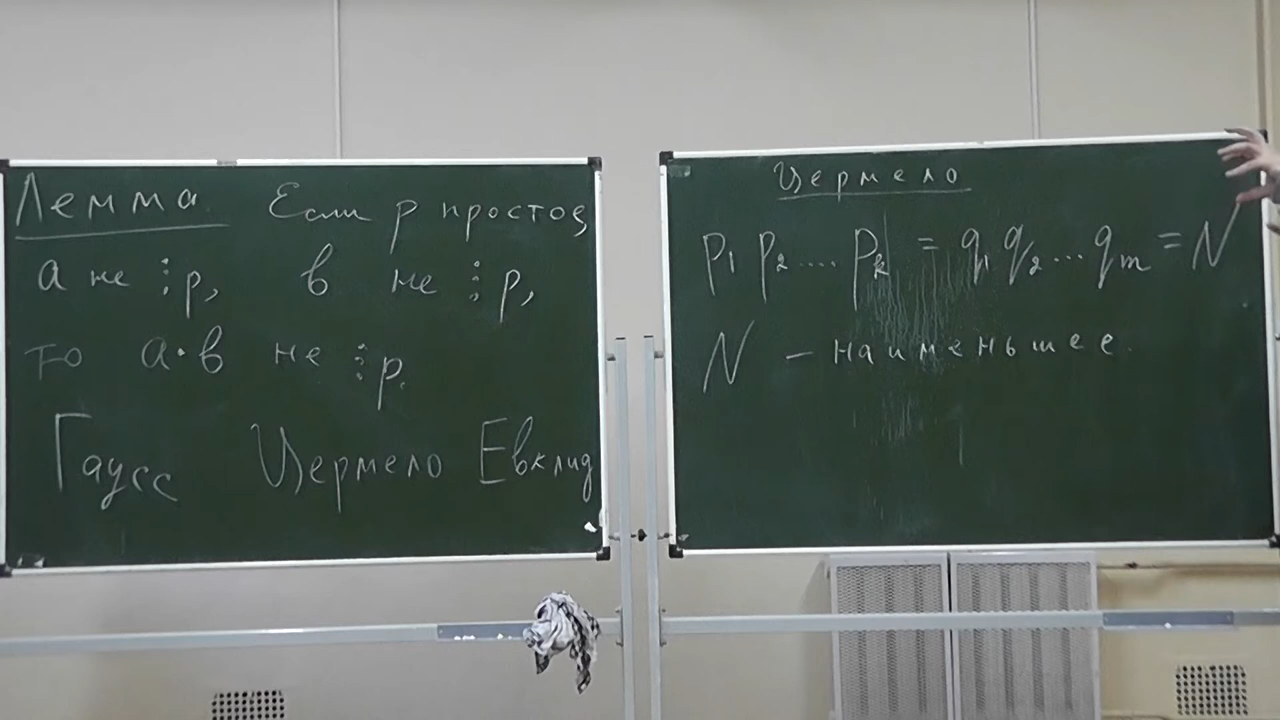 Лемма. Если p простое,
a не ⋮ p, в не ⋮ p,
то a·в не ⋮ p.
Гаусс Цермело Евклид
Цермело
p₁ p₂ .... pₖ = q₁ q₂ ... qₘ = N
N – наименьшее.